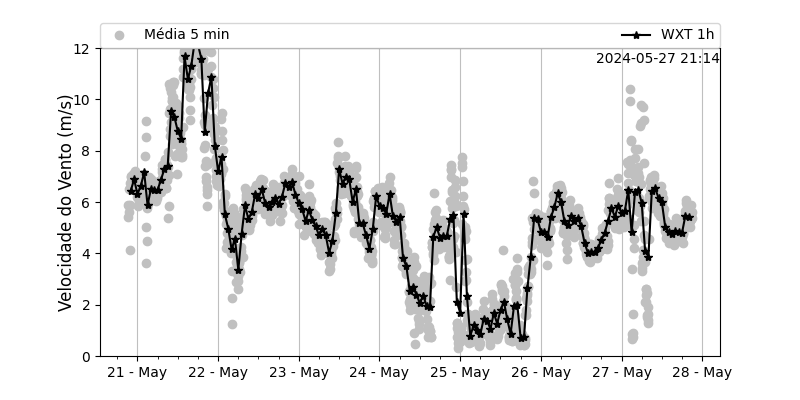 Média 5 min
WXT 1h
2024-05-27 21:14
Velocidade do Vento (m/s)
12
10
8
6
4
2
0
21 - May
22 - May
23 - May
24 - May
25 - May
26 - May
27 - May
28 - May